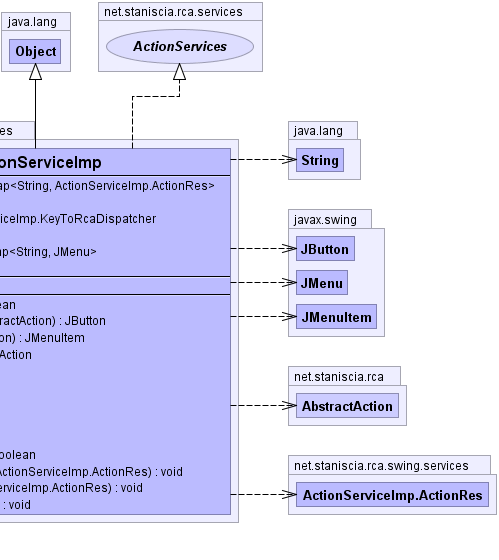 java.lang
Object
net.staniscia.rca.services
ActionServices
es
onServiceImp
ap<String, ActionServiceImp.ActionRes>
iceImp.KeyToRcaDispatcher
ap<String, JMenu>
ean
ractAction) : JButton
on) : JMenuItem
Action
oolean
ActionServiceImp.ActionRes) : void
erviceImp.ActionRes) : void
) : void
java.lang
String
javax.swing
JButton
JMenu
JMenuItem
net.staniscia.rca
AbstractAction
net.staniscia.rca.swing.services
ActionServiceImp.ActionRes